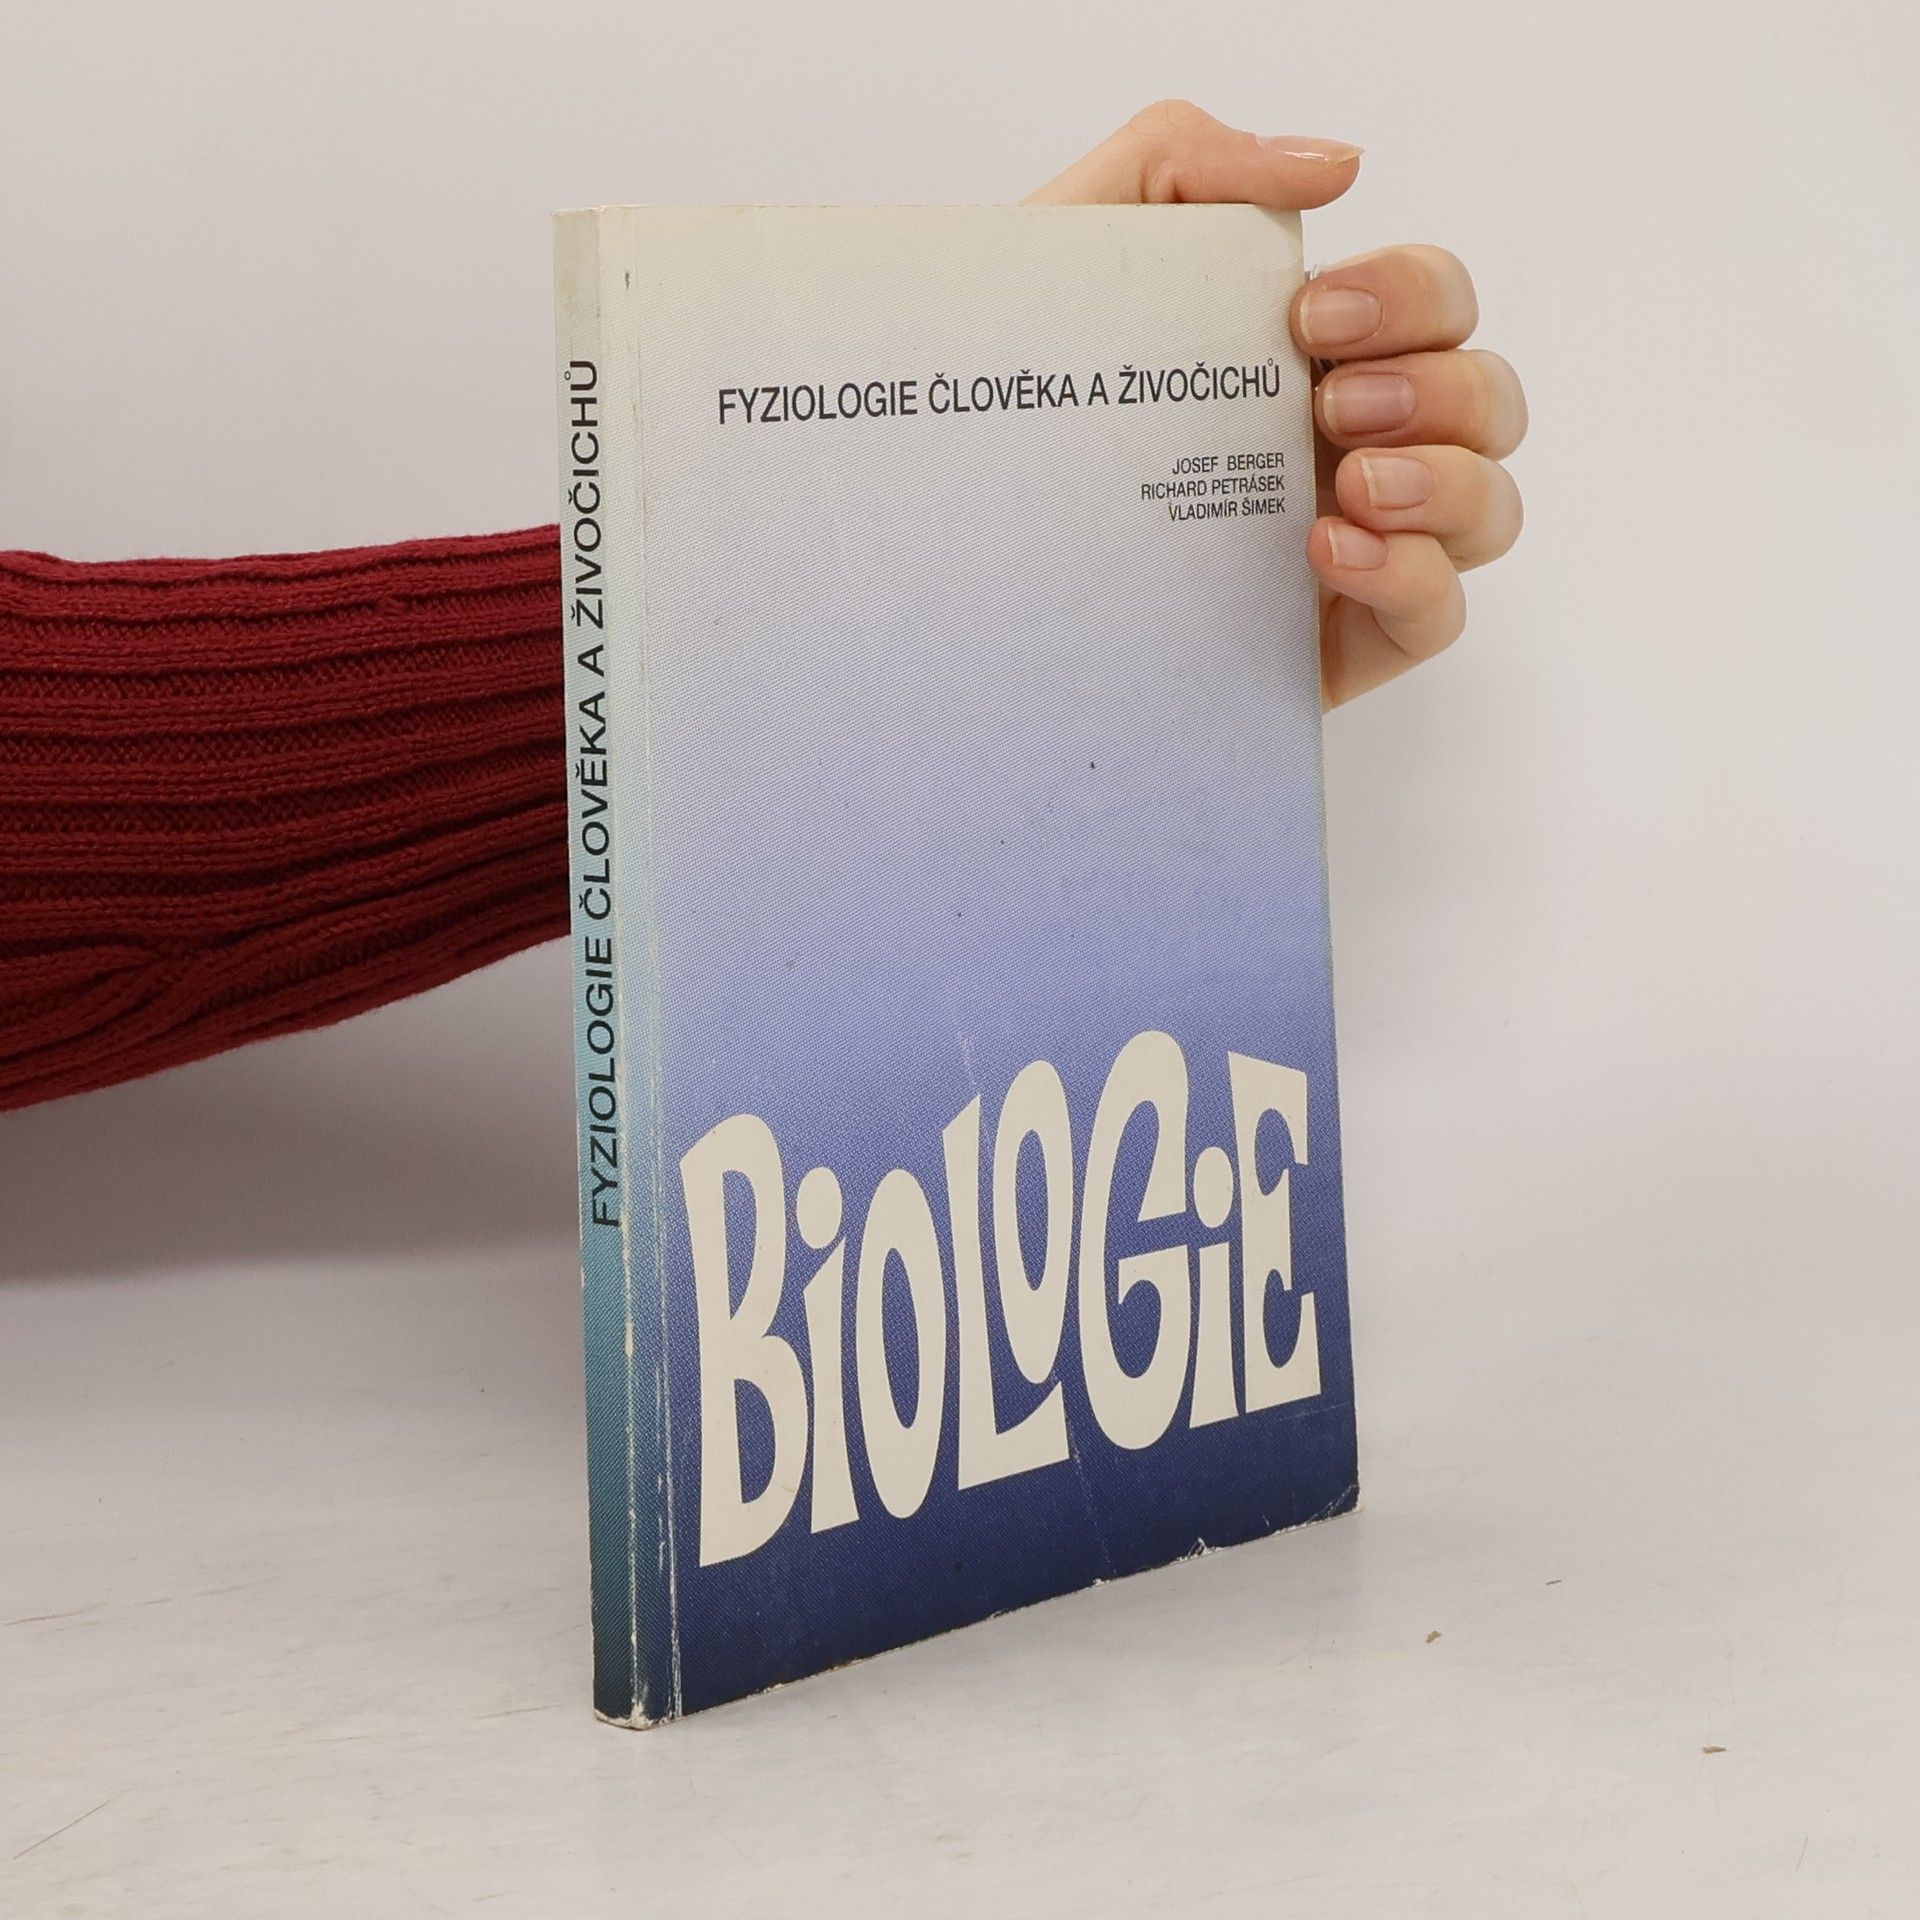 FYZIOLOGIE ČLOVĚKA A ŽIVOČICHŮ
FYZIOLOGIE ČLOVĚKA A ŽIVOČICHŮ
JOSEF BERGER
RICHARD PETRÁSEK
VLADIMÍR ŠIMEK
BiOLOGiE